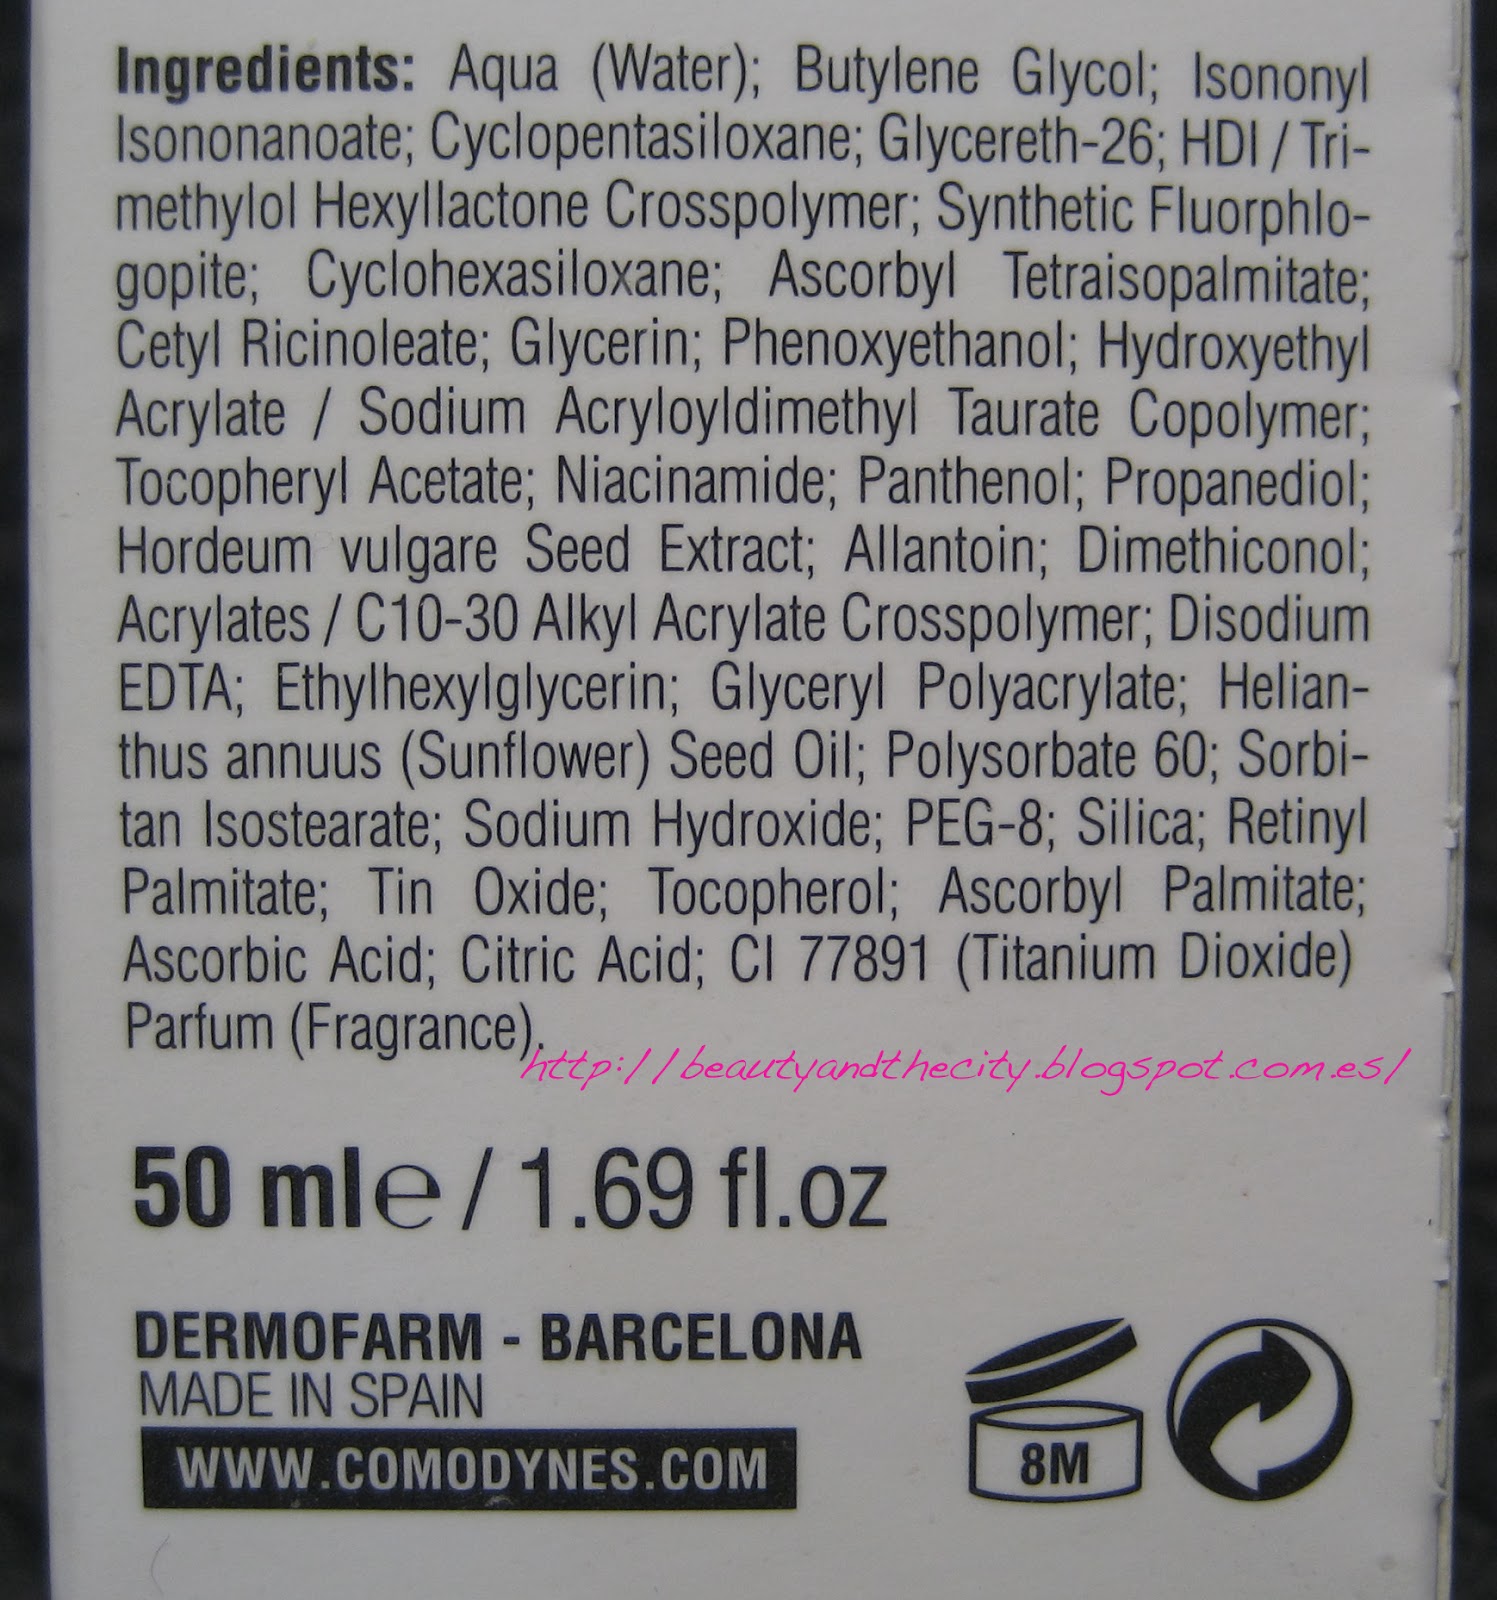 Ingredients: Aqua (Water); Butylene Glycol; Isononyl
Isononanoate; Cyclopentasiloxane; Glycereth-26; HDI / Tri-
methylol Hexyllactone Crosspolymer; Synthetic Fluorphlo-
gopite; Cyclohexasiloxane; Ascorbyl Tetraisopalmitate;
Cetyl Ricinoleate; Glycerin; Phenoxyethanol; Hydroxyethyl
Acrylate / Sodium Acryloyldimethyl Taurate Copolymer;
Tocopheryl Acetate; Niacinamide; Panthenol; Propanediol;
Hordeum vulgare Seed Extract; Allantoin; Dimethiconol;
Acrylates / C10-30 Alkyl Acrylate Crosspolymer; Disodium
EDTA; Ethylhexylglycerin; Glyceryl Polyacrylate; Helian-
thus annuus (Sunflower) Seed Oil; Polysorbate 60; Sorbi-
tan Isostearate; Sodium Hydroxide; PEG-8; Silica; Retinyl
Palmitate; Tin Oxide; Tocopherol; Ascorbyl Palmitate;
Ascorbic Acid; Citric Acid; CI 77891 (Titanium Dioxide)
Parfum (Fragrance).
http://beautyandthecity.blogspot.com.es/
50 ml e / 1.69 fl.oz
DERMOFARM - BARCELONA
MADE IN SPAIN
WWW.COMODYNES.COM
8M